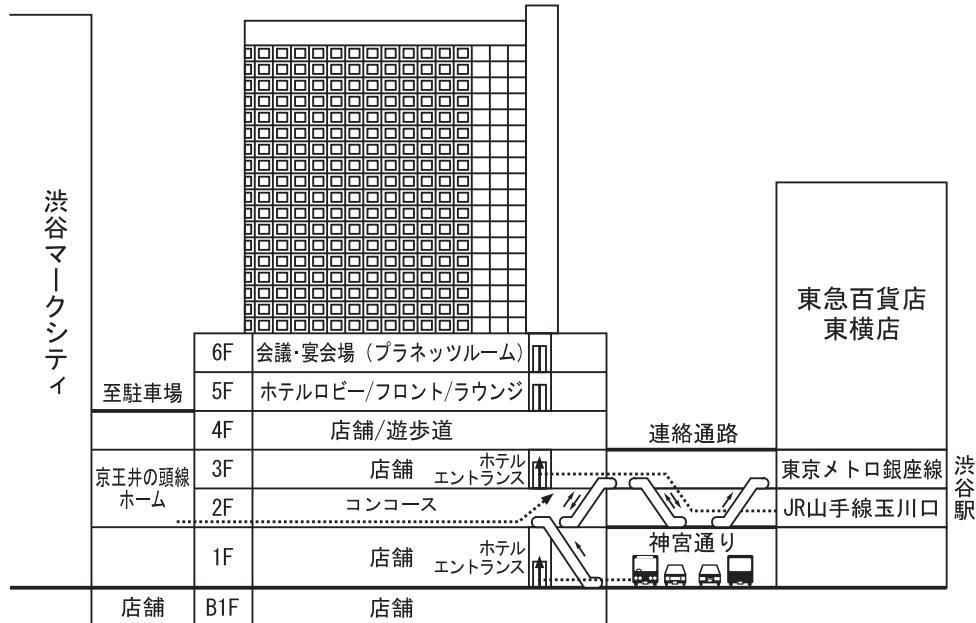 渋谷マークシティ
至駐車場
京王井の頭線
ホーム
店舗
6F
会議・宴会場（プラネッツルーム）
5F
ホテルロビー/フロント/ラウンジ
4F
店舗/遊歩道
3F
店舗
ホテル
エントランス
2F
コンコース
1F
店舗
ホテル
エントランス
B1F
店舗
連絡通路
神宮通り
東急百貨店
東横店
東京メトロ銀座線
JR山手線玉川口
渋谷駅